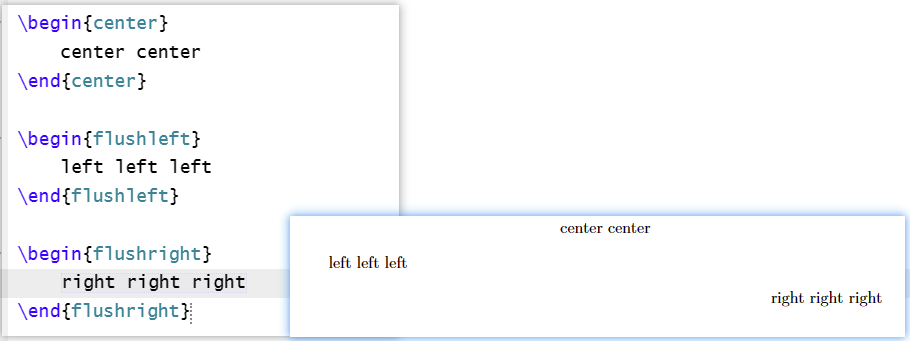 \begin{center}
center center
\end{center}
\begin{flushleft}
left left left
\end{flushleft}
\begin{flushright}
right right right
\end{flushright}
center center
left left left
right right right